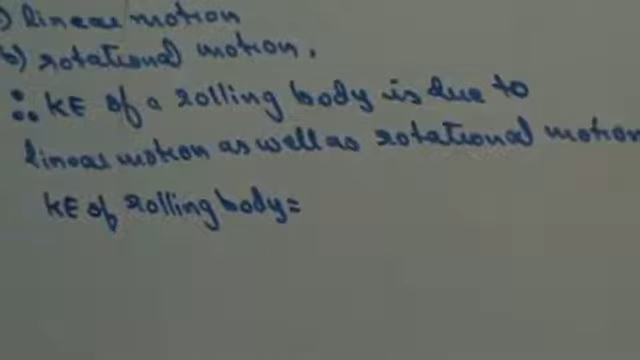 a) linear motion
b) rotational motion.
∴ KE of a rolling body is due to
linear motion as well as rotational motion
KE of rolling body =